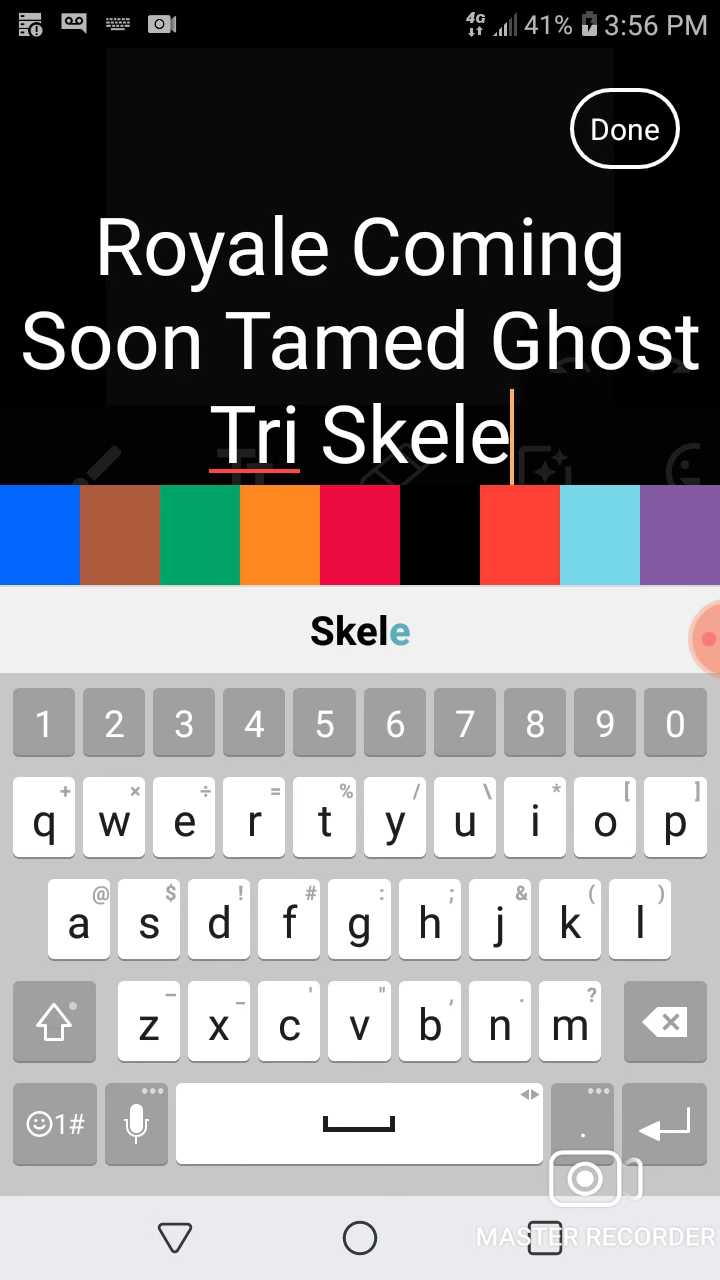 4G 41% 3:56 PM
Done
Royale Coming
Soon Tamed Ghost
Tri Skele
Skele
1 2 3 4 5 6 7 8 9 0
+ × ÷ = % / \ * [ ]
q w e r t y u i o p
@ $ ! # : ; & ( )
a s d f g h j k l
– _ ' " , . ?
z x c v b n m
1# .
MASTER RECORDER